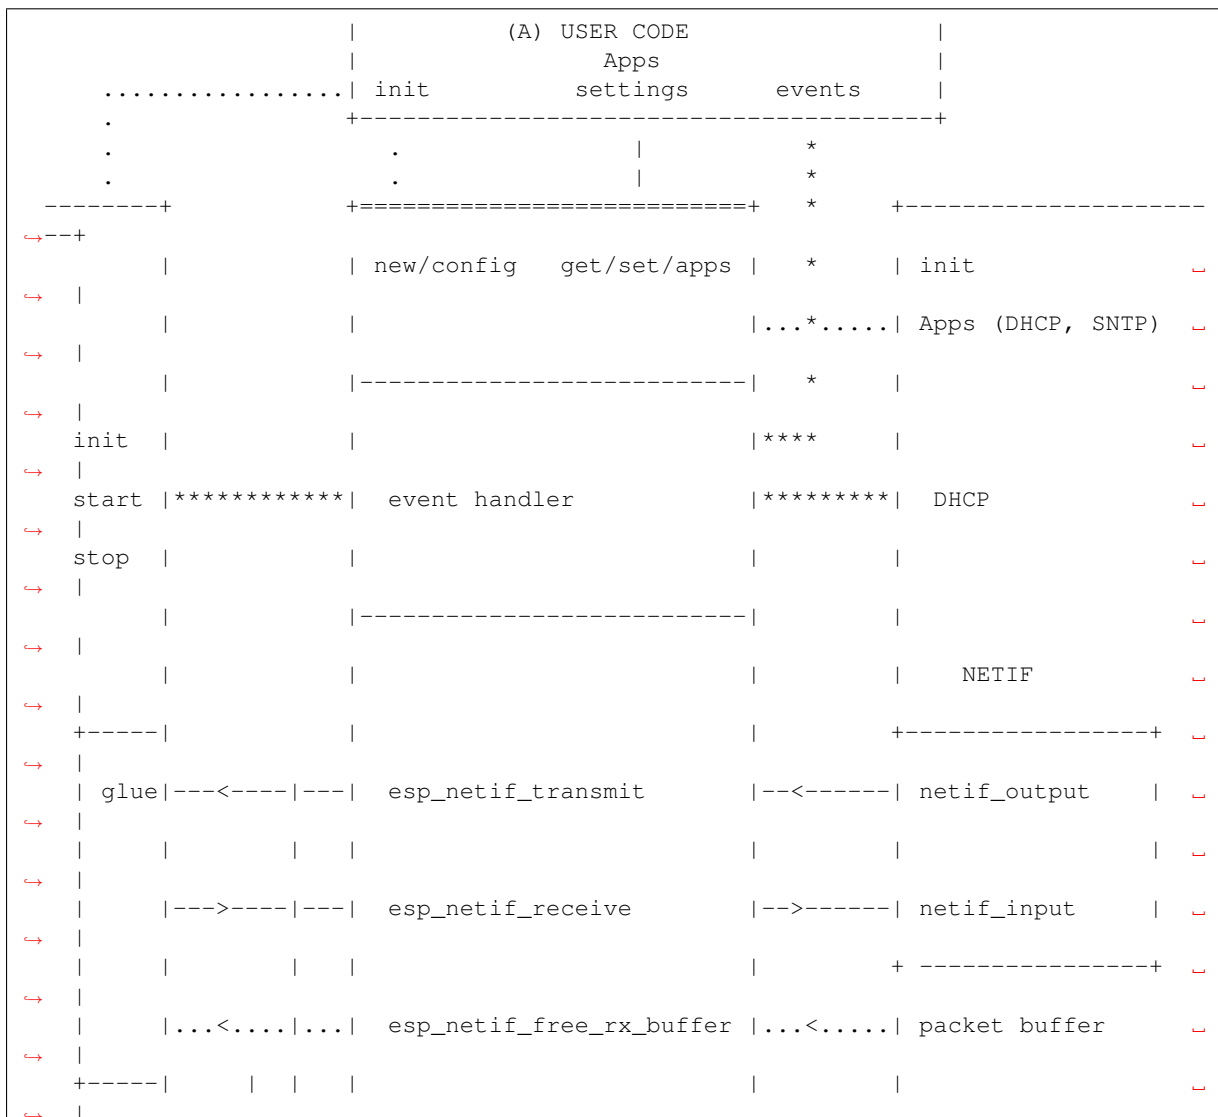 |          (A) USER CODE                 |
                       |                 Apps                   |
      .................| init          settings      events     |
      .                +----------------------------------------+
      .                   .                |           *
      .                   .                |           *
  --------+            +===========================+   *     +---------------------
↪--+
          |            | new/config   get/set/apps |   *     | init               ␣
↪  |
          |            |                           |...*.....| Apps (DHCP, SNTP)  ␣
↪  |
          |            |---------------------------|   *     |                    ␣
↪  |
    init  |            |                           |****     |                    ␣
↪  |
    start |************|  event handler            |*********|  DHCP              ␣
↪  |
    stop  |            |                           |         |                    ␣
↪  |
          |            |---------------------------|         |                    ␣
↪  |
          |            |                           |         |    NETIF           ␣
↪  |
    +-----|            |                           |         +-----------------+  ␣
↪  |
    | glue|---<----|---|  esp_netif_transmit       |--<------| netif_output    |  ␣
↪  |
    |     |        |   |                           |         |                 |  ␣
↪  |
    |     |--->----|---|  esp_netif_receive        |-->------| netif_input     |  ␣
↪  |
    |     |        |   |                           |         + ----------------+  ␣
↪  |
    |     |...<....|...|  esp_netif_free_rx_buffer |...<.....| packet buffer      ␣
↪  |
    +-----|     |  |   |                           |         |                    ␣
↪  |